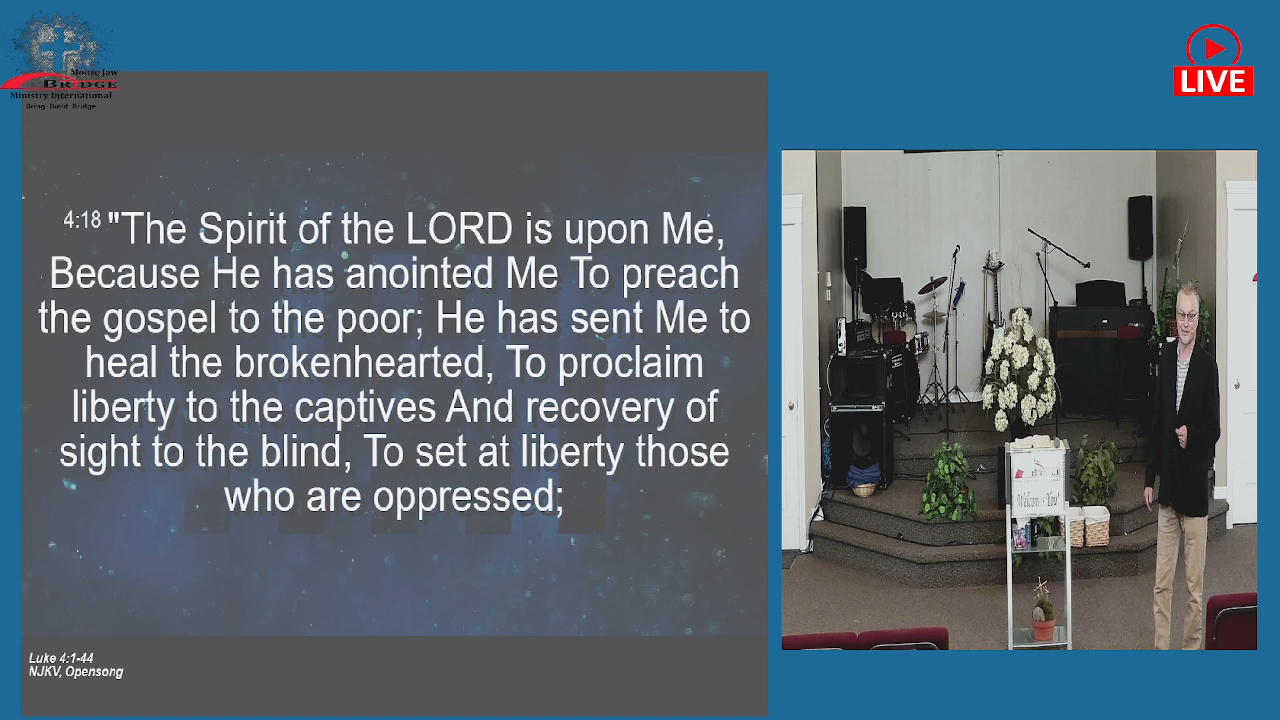 Moose Jaw
BRIDGE
Ministry International
Bring · Build · Bridge
LIVE
4:18 "The Spirit of the LORD is upon Me,
Because He has anointed Me To preach
the gospel to the poor; He has sent Me to
heal the brokenhearted, To proclaim
liberty to the captives And recovery of
sight to the blind, To set at liberty those
who are oppressed;
Luke 4:1-44
NJKV, Opensong
BRIDGE